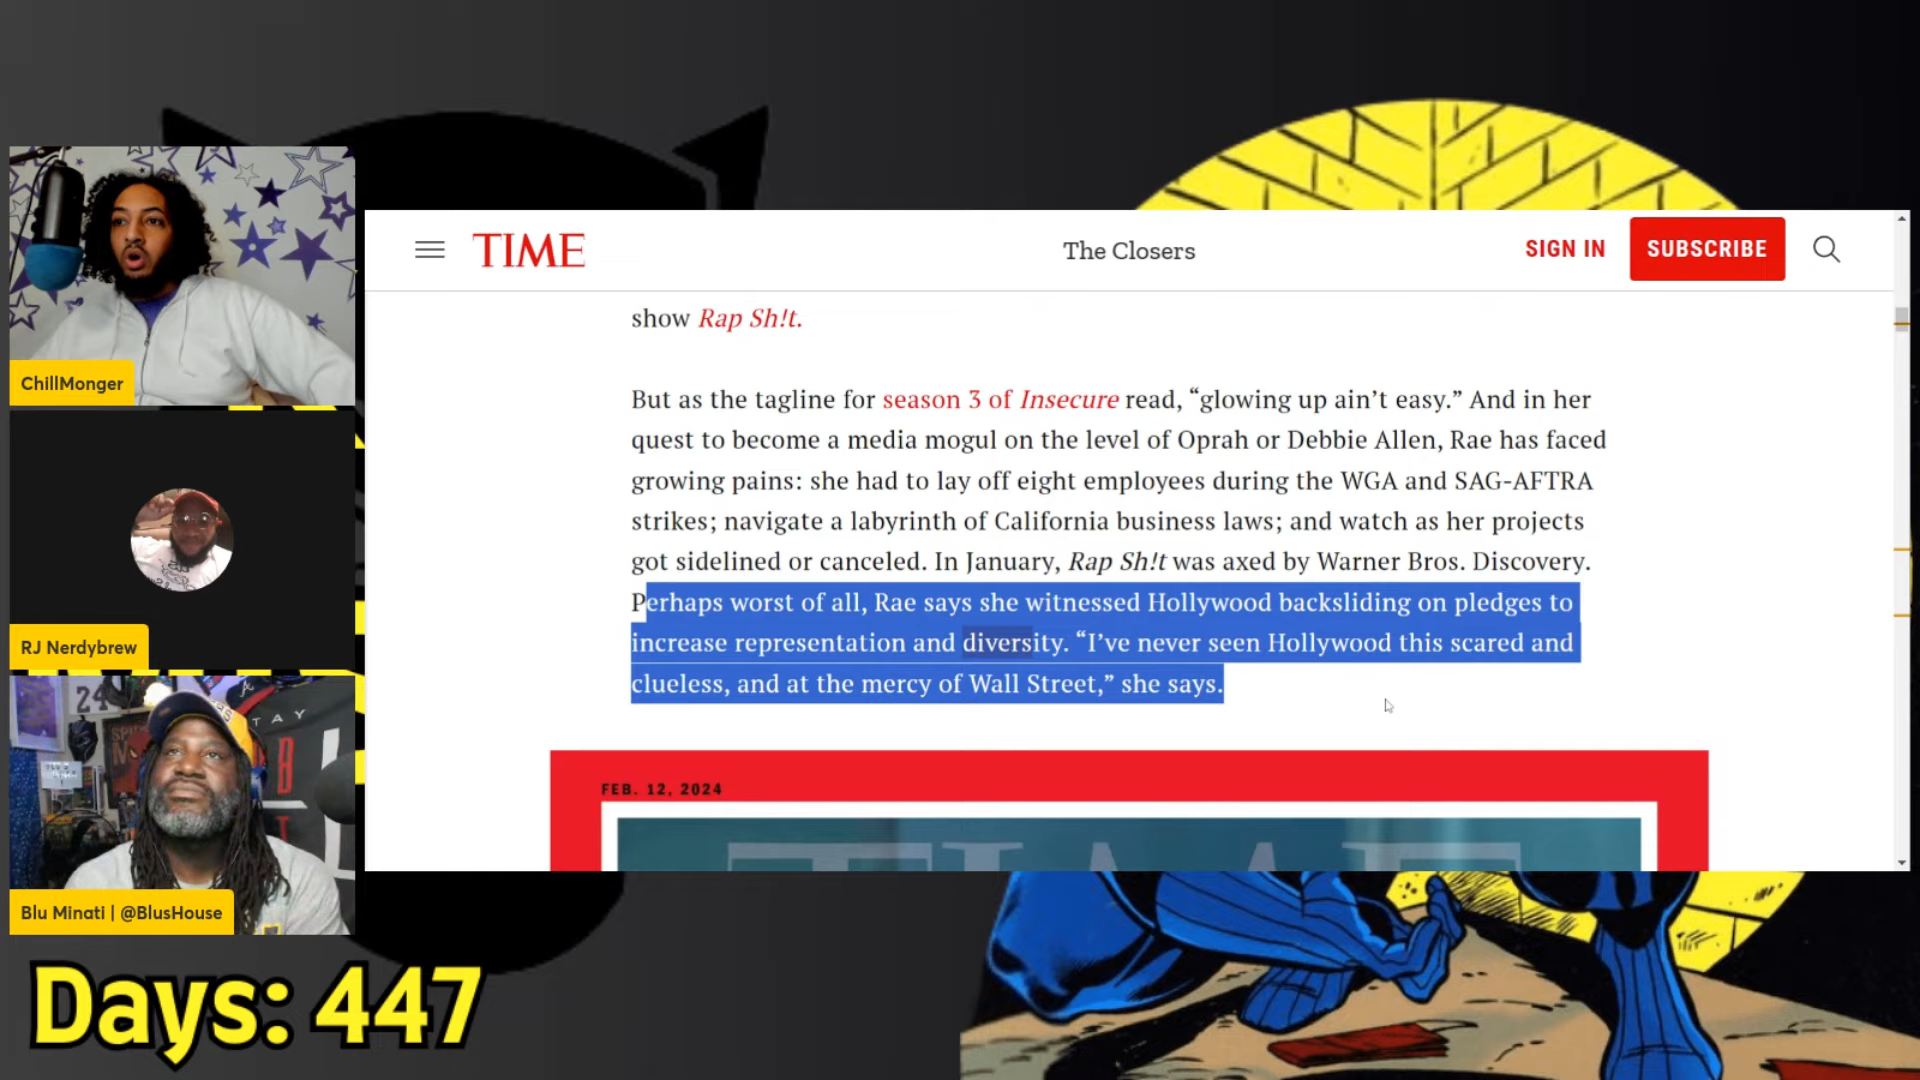 TIME
The Closers
SIGN IN
SUBSCRIBE
show Rap Sh!t.
But as the tagline for season 3 of Insecure read, “glowing up ain’t easy.” And in her
quest to become a media mogul on the level of Oprah or Debbie Allen, Rae has faced
growing pains: she had to lay off eight employees during the WGA and SAG-AFTRA
strikes; navigate a labyrinth of California business laws; and watch as her projects
got sidelined or canceled. In January, Rap Sh!t was axed by Warner Bros. Discovery.
Perhaps worst of all, Rae says she witnessed Hollywood backsliding on pledges to
increase representation and diversity. “I’ve never seen Hollywood this scared and
clueless, and at the mercy of Wall Street,” she says.
FEB. 12, 2024
TIME
ChillMonger
RJ Nerdybrew
24
TAY
Blu Minati | @BlusHouse
Days: 447